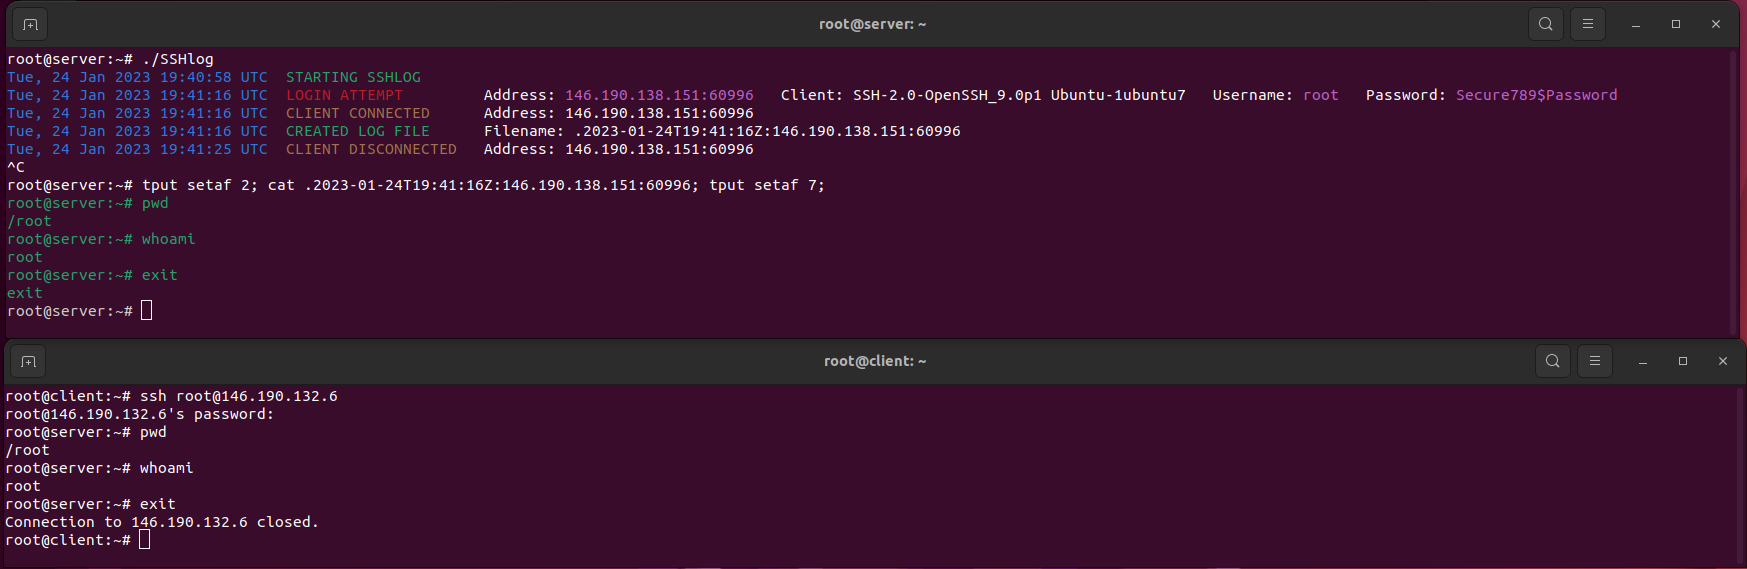 root@server: ~
root@server:~# ./SSHlog
Tue, 24 Jan 2023 19:40:58 UTC  STARTING SSHLOG
Tue, 24 Jan 2023 19:41:16 UTC  LOGIN ATTEMPT         Address: 146.190.138.151:60996   Client: SSH-2.0-OpenSSH_9.0p1 Ubuntu-1ubuntu7   Username: root   Password: Secure789$Password
Tue, 24 Jan 2023 19:41:16 UTC  CLIENT CONNECTED      Address: 146.190.138.151:60996
Tue, 24 Jan 2023 19:41:16 UTC  CREATED LOG FILE      Filename: .2023-01-24T19:41:16Z:146.190.138.151:60996
Tue, 24 Jan 2023 19:41:25 UTC  CLIENT DISCONNECTED   Address: 146.190.138.151:60996
^C
root@server:~# tput setaf 2; cat .2023-01-24T19:41:16Z:146.190.138.151:60996; tput setaf 7;
root@server:~# pwd
/root
root@server:~# whoami
root
root@server:~# exit
exit
root@server:~#
root@client: ~
root@client:~# ssh root@146.190.132.6
root@146.190.132.6's password:
root@server:~# pwd
/root
root@server:~# whoami
root
root@server:~# exit
Connection to 146.190.132.6 closed.
root@client:~#